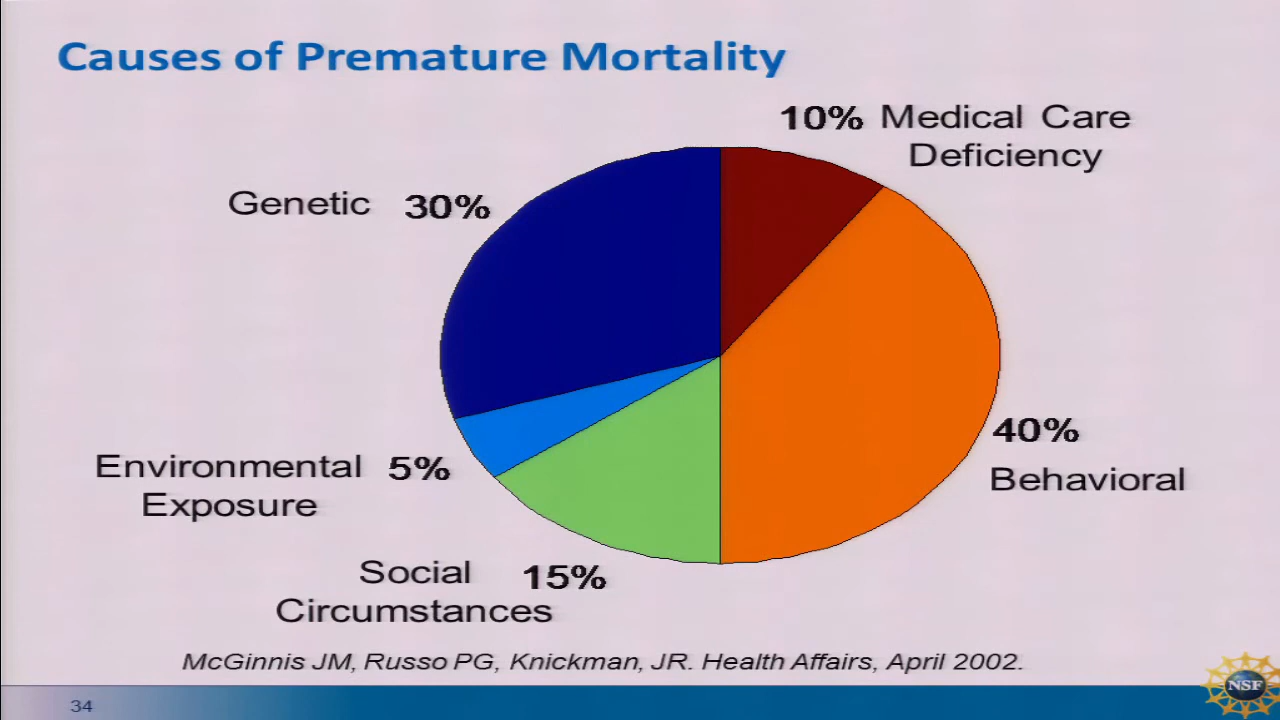 Causes of Premature Mortality
10% Medical Care
Deficiency
Genetic 30%
40%
Behavioral
Environmental 5%
Exposure
Social 15%
Circumstances
McGinnis JM, Russo PG, Knickman, JR. Health Affairs, April 2002.
34
NSF